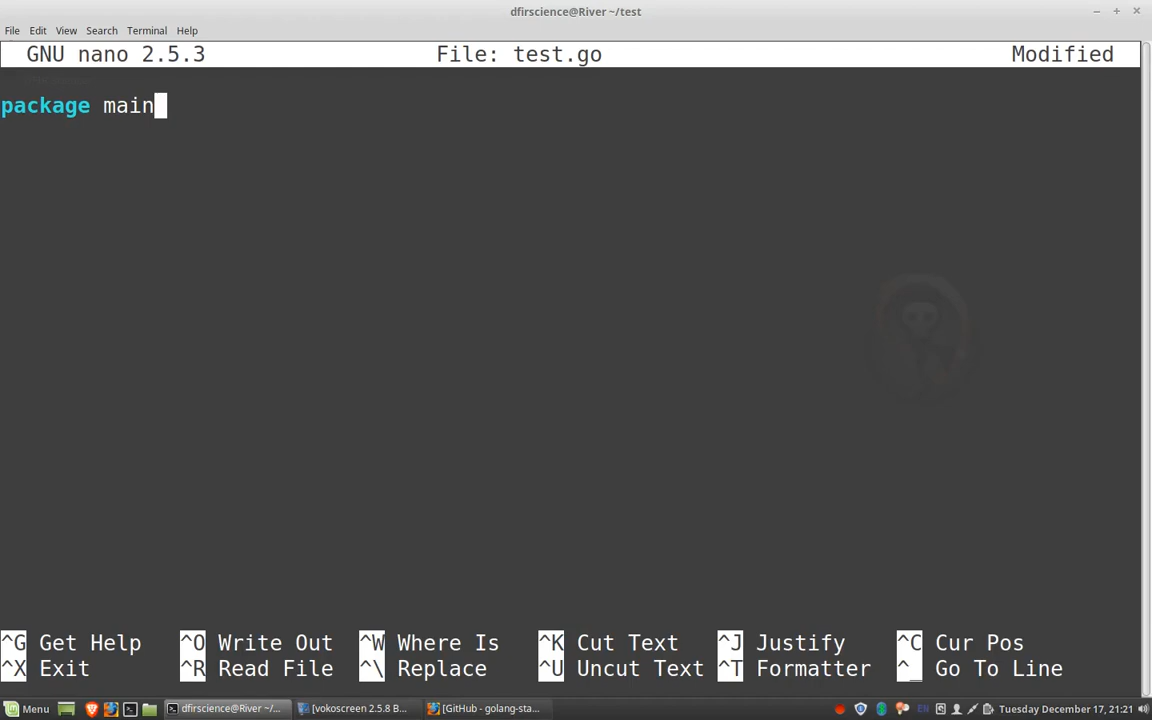 dfirscience@River ~/test
File Edit View Search Terminal Help
GNU nano 2.5.3 File: test.go Modified
package main
^G Get Help ^O Write Out ^W Where Is ^K Cut Text ^J Justify ^C Cur Pos
^X Exit ^R Read File ^\ Replace ^U Uncut Text ^T Formatter ^_ Go To Line
Menu dfirscience@River ~/... [vokoscreen 2.5.8 B... [GitHub - golang-sta... EN Tuesday December 17, 21:21